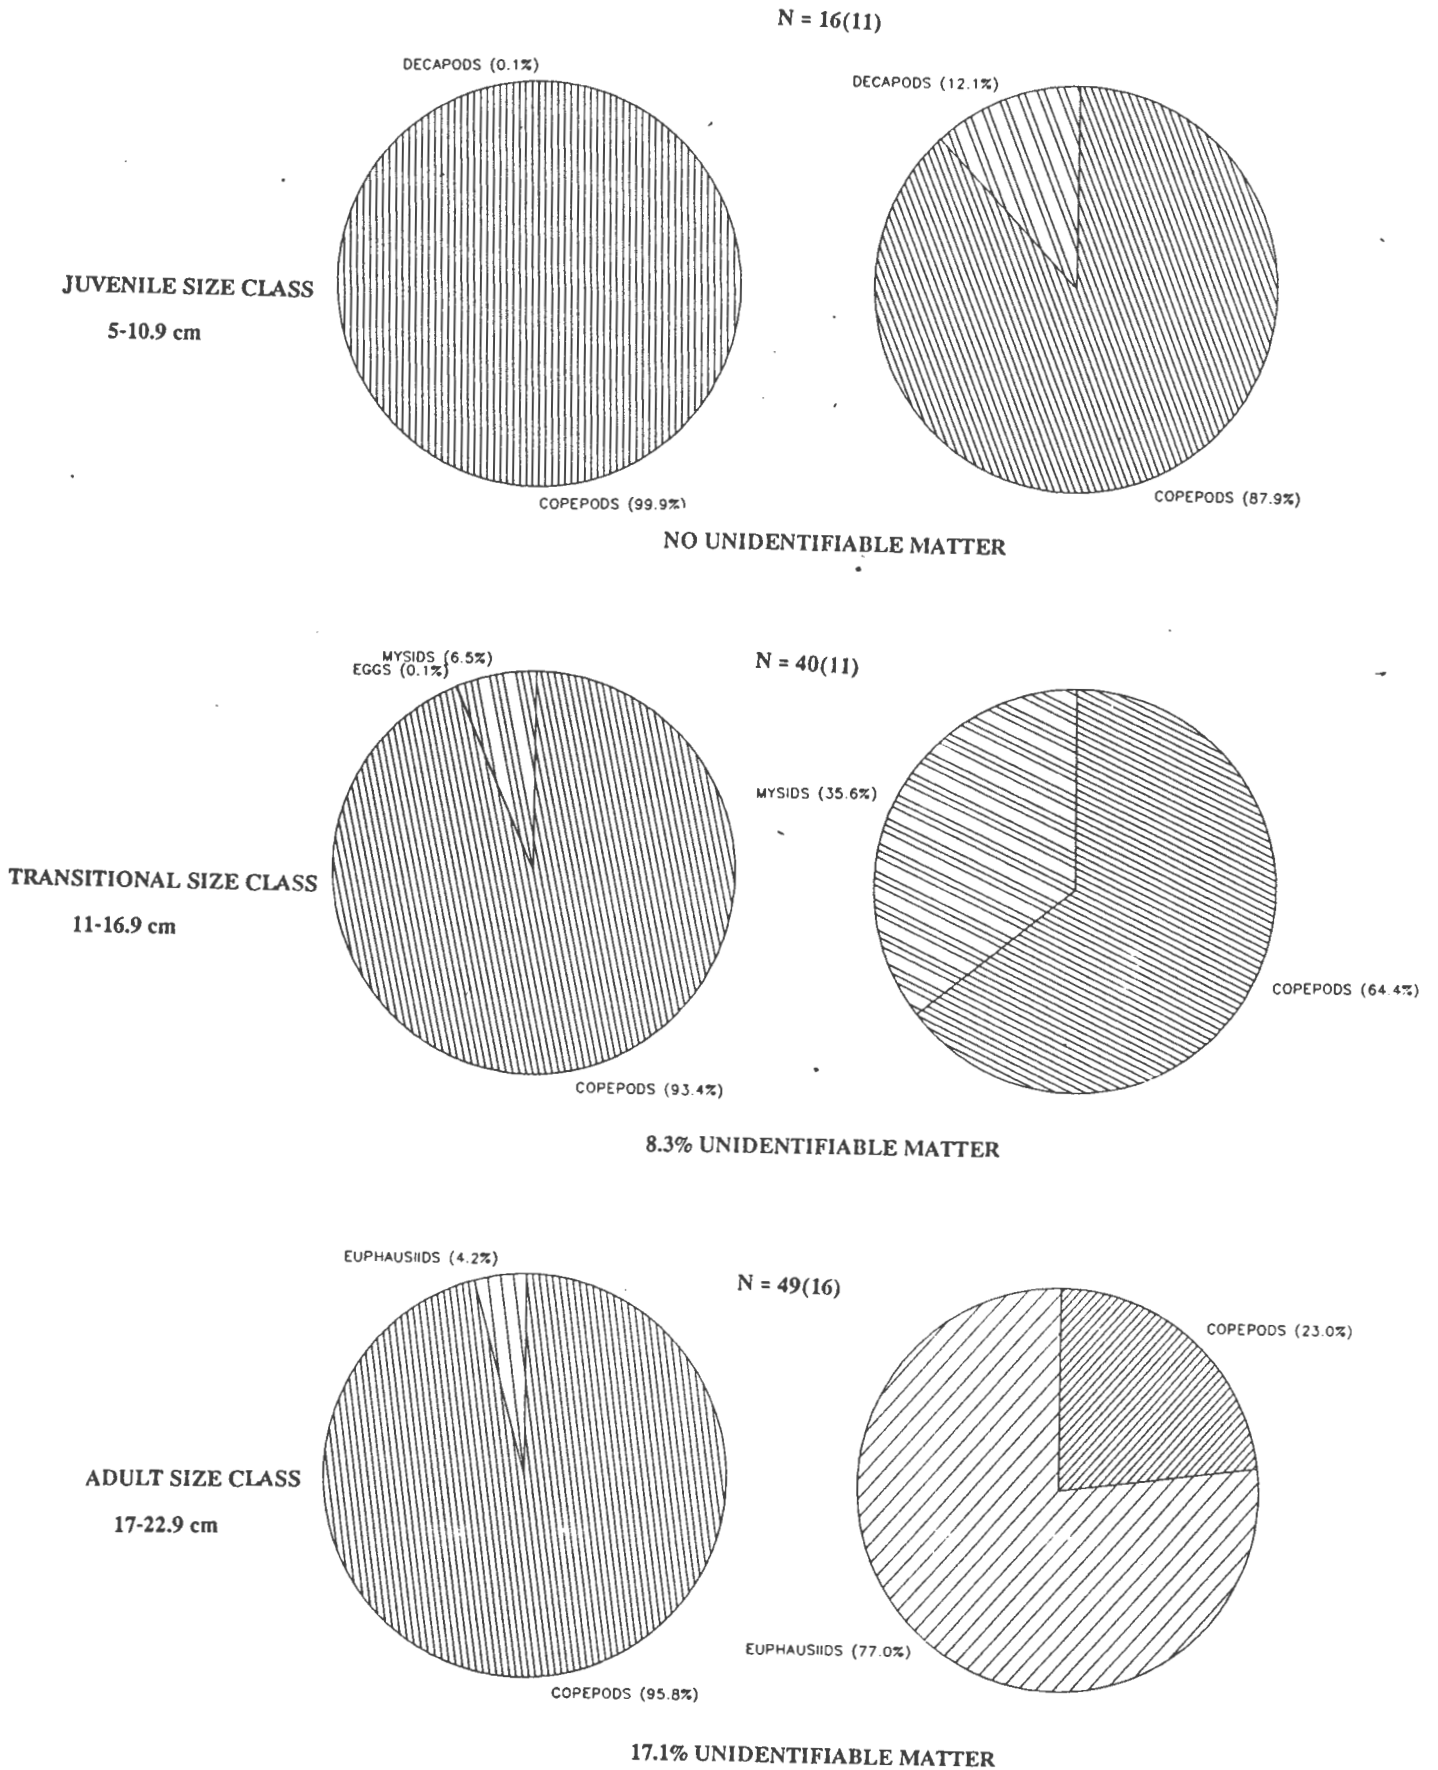 N = 16(11)
DECAPODS (0.1%)
DECAPODS (12.1%)
JUVENILE SIZE CLASS
5-10.9 cm
COPEPODS (99.9%)
COPEPODS (87.9%)
NO UNIDENTIFIABLE MATTER
MYSIDS (6.5%)
EGGS (0.1%)
N = 40(11)
MYSIDS (35.6%)
TRANSITIONAL SIZE CLASS
11-16.9 cm
COPEPODS (64.4%)
COPEPODS (93.4%)
8.3% UNIDENTIFIABLE MATTER
EUPHAUSIIDS (4.2%)
N = 49(16)
COPEPODS (23.0%)
ADULT SIZE CLASS
17-22.9 cm
EUPHAUSIIDS (77.0%)
COPEPODS (95.8%)
17.1% UNIDENTIFIABLE MATTER